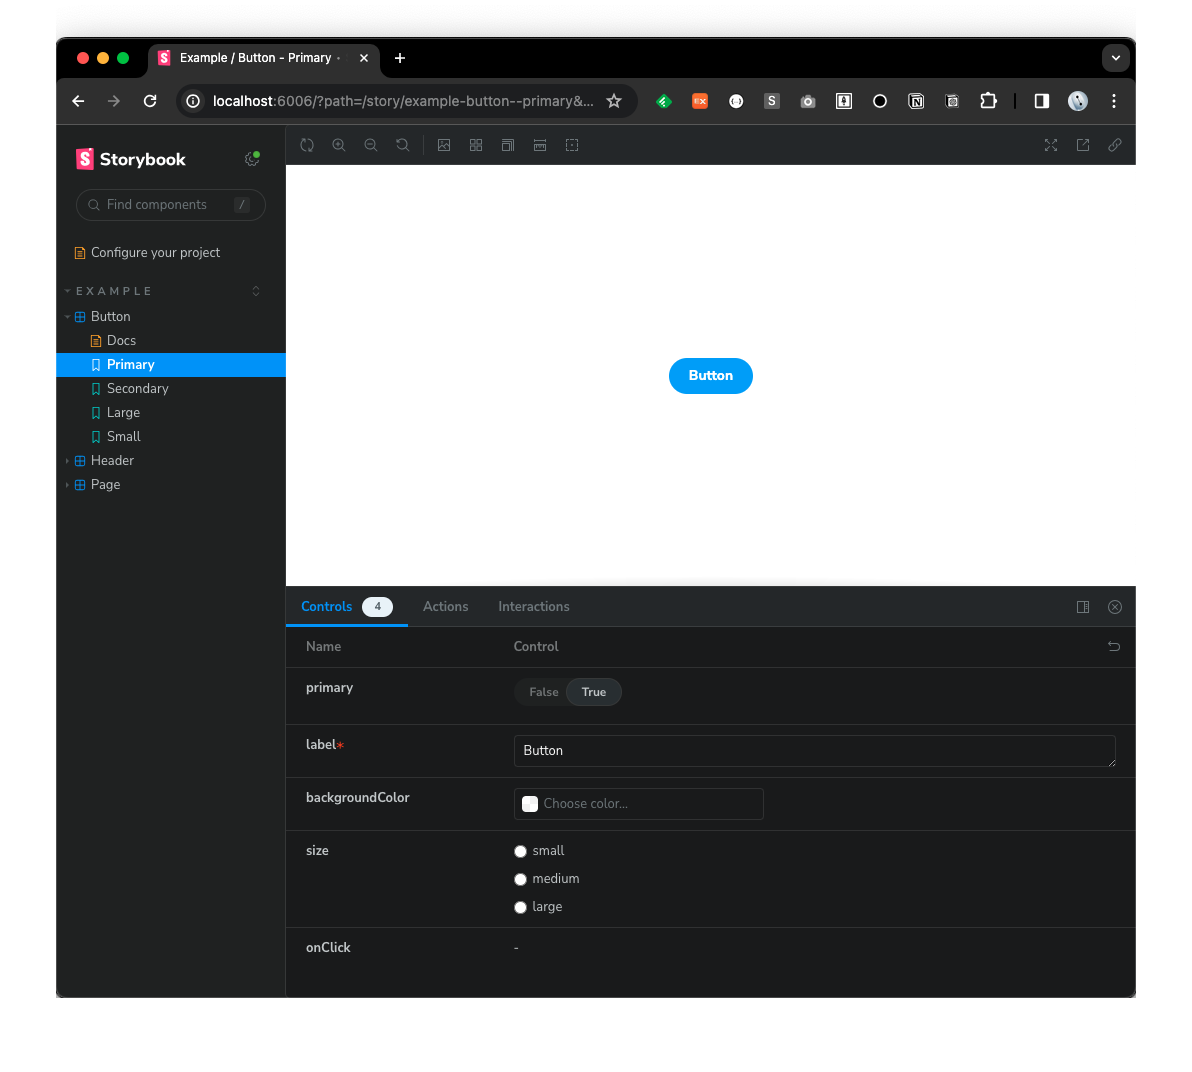 Example / Button - Primary ·
localhost:6006/?path=/story/example-button--primary&...
Storybook
Find components /
Configure your project
EXAMPLE
Button
Docs
Primary
Secondary
Large
Small
Header
Page
Button
Controls 4 Actions Interactions
Name Control
primary False True
label* Button
backgroundColor Choose color...
size small
medium
large
onClick -